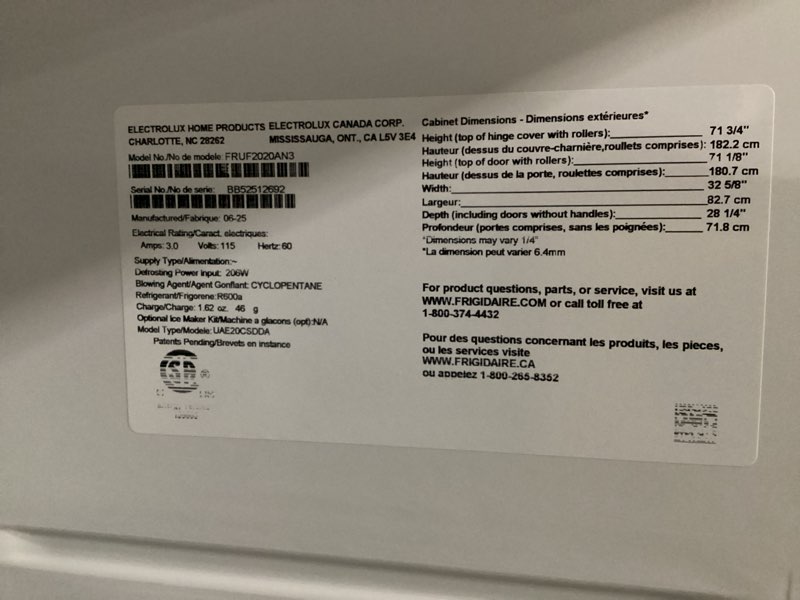 ELECTROLUX HOME PRODUCTS ELECTROLUX CANADA CORP.
CHARLOTTE, NC 28262 MISSISSAUGA, ONT., CA L5V 3E4
Model No./No de modele: FRUF2020AN3
Serial No./No de serie: BB52512692
Manufactured/Fabrique: 06-25
Electrical Rating/Caract. electriques:
Amps: 3.0 Volts: 115 Hertz: 60
Supply Type/Alimentation:~
Defrosting Power Input: 206W
Blowing Agent/Agent Gonflant: CYCLOPENTANE
Refrigerant/Frigorene: R600a
Charge/Charge: 1.62 oz. 46 g
Optional Ice Maker Kit/Machine a glacons (opt):N/A
Model Type/Modele: UAE20CSDDA
Patents Pending/Brevets en instance
Cabinet Dimensions - Dimensions extérieures*
Height (top of hinge cover with rollers): 71 3/4"
Hauteur (dessus du couvre-charnière,roullets comprises): 182.2 cm
Height (top of door with rollers): 71 1/8"
Hauteur (dessus de la porte, roulettes comprises): 180.7 cm
Width: 32 5/8"
Largeur: 82.7 cm
Depth (including doors without handles): 28 1/4"
Profondeur (portes comprises, sans les poignées): 71.8 cm
*Dimensions may vary 1/4"
*La dimension peut varier 6.4mm
For product questions, parts, or service, visit us at
WWW.FRIGIDAIRE.COM or call toll free at
1-800-374-4432
Pour des questions concernant les produits, les pieces,
ou les services visite
WWW.FRIGIDAIRE.CA
ou appelez 1-800-265-8352